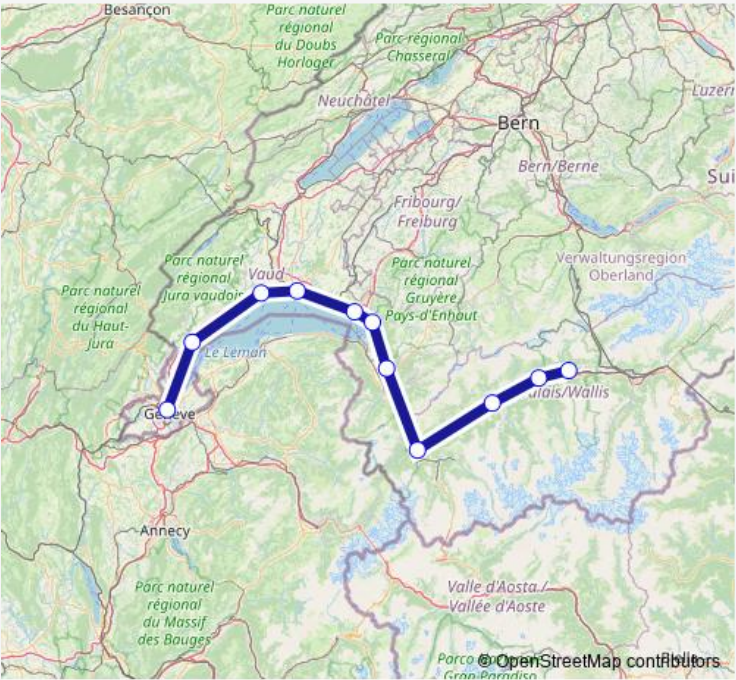 Besançon
Parc naturel
régional
du Doubs
Horloger
Parc régional
Chasseral
Neuchâtel
Luzern
Bern
Bern/Berne
Sui
Fribourg/
Freiburg
Parc naturel
régional
Jura vaudois
Vaud
Parc naturel
régional
Gruyère
Pays-d'Enhaut
Verwaltungsregion
Oberland
Parc naturel
régional
du Haut-
Jura
Le Léman
Genève
Valais/Wallis
Annecy
Parc naturel
régional
du Massif
des Bauges
Valle d'Aosta /
Vallée d'Aoste
Parco
Gran Paradiso
© OpenStreetMap contributors